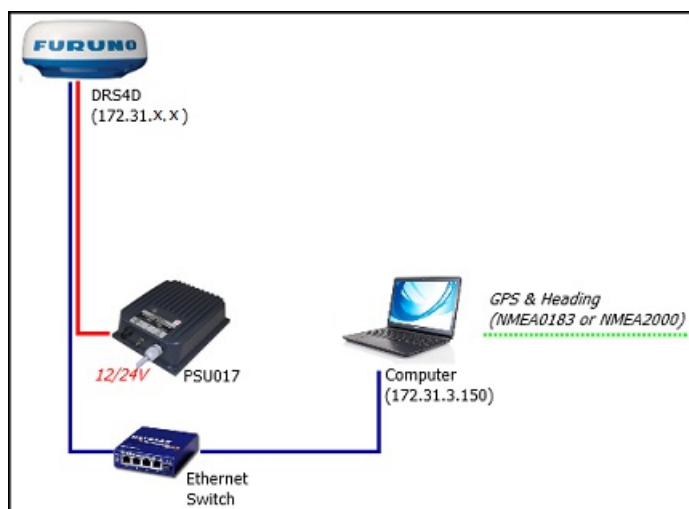 FURUNO
DRS4D
(172.31.x.x)
GPS & Heading
(NMEA0183 or NMEA2000)
12/24V
PSU017
Computer
(172.31.3.150)
NETGEAR
Ethernet
Switch